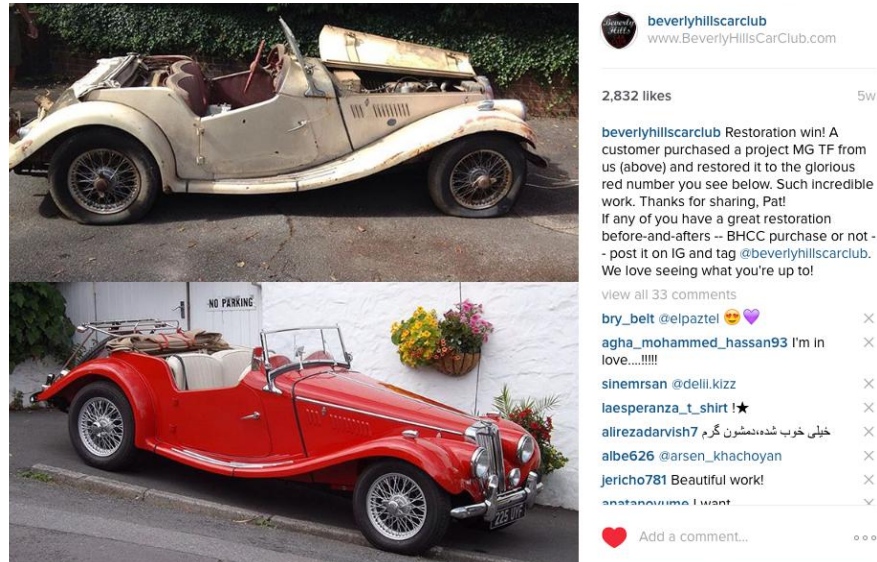 NO PARKING
225 UYF
Beverly
Hills
beverlyhillscarclub
www.BeverlyHillsCarClub.com
2,832 likes
5w
beverlyhillscarclub Restoration win! A
customer purchased a project MG TF from
us (above) and restored it to the glorious
red number you see below. Such incredible
work. Thanks for sharing, Pat!
If any of you have a great restoration
before-and-afters -- BHCC purchase or not -
- post it on IG and tag @beverlyhillscarclub.
We love seeing what you're up to!
view all 33 comments
bry_belt @elpaztel 😍💜
agha_mohammed_hassan93 I'm in
love....!!!!!
sinemrsan @delii.kizz
laesperanza_t_shirt !★
alirezadarvish7 خیلی خوب شده،دمشون گرم
albe626 @arsen_khachoyan
jericho781 Beautiful work!
anatanoyume I want
Add a comment...